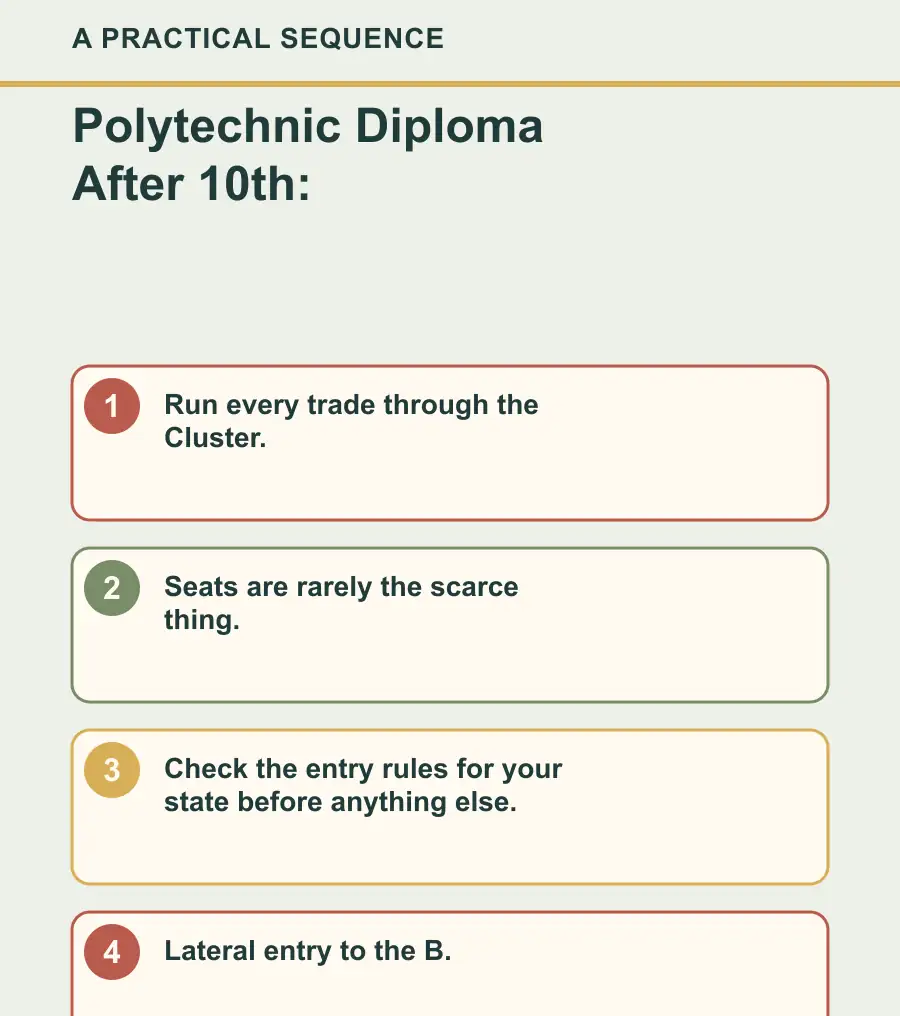 A PRACTICAL SEQUENCE
Polytechnic Diploma
After 10th:
1
Run every trade through the
Cluster.
2
Seats are rarely the scarce
thing.
3
Check the entry rules for your
state before anything else.
4
Lateral entry to the B.